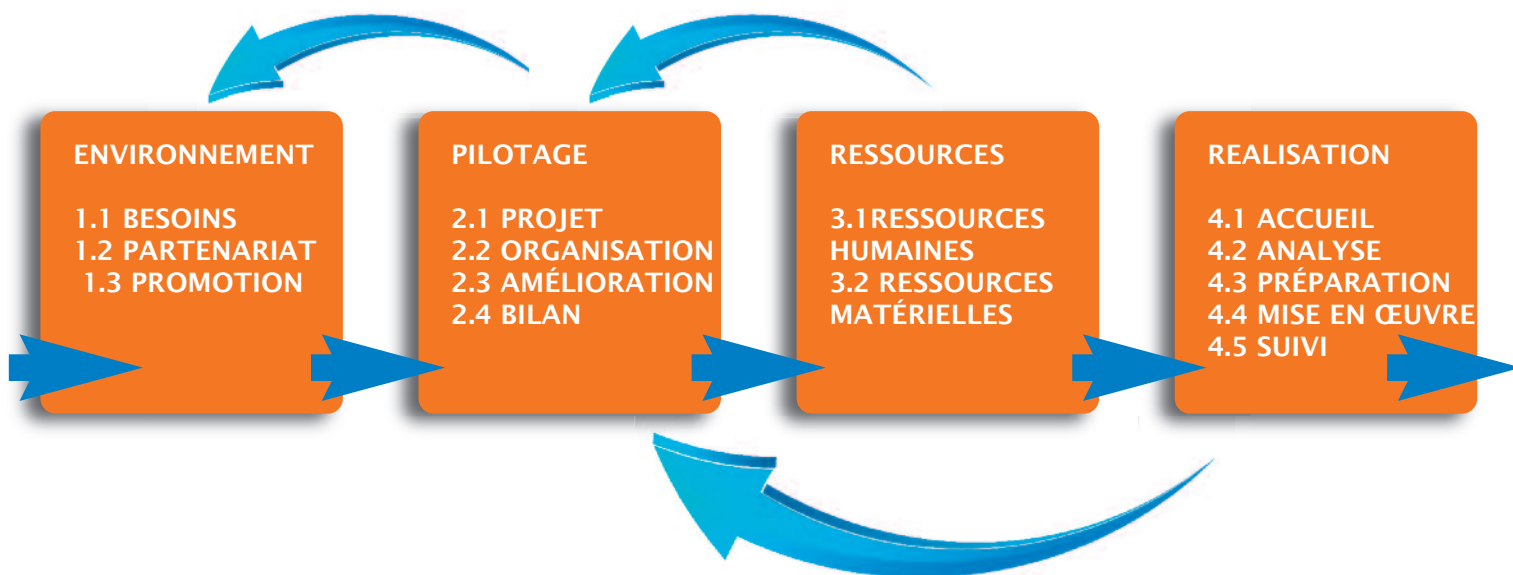 ENVIRONNEMENT
1.1 BESOINS
1.2 PARTENARIAT
1.3 PROMOTION
PILOTAGE
2.1 PROJET
2.2 ORGANISATION
2.3 AMÉLIORATION
2.4 BILAN
RESSOURCES
3.1RESSOURCES
HUMAINES
3.2 RESSOURCES
MATÉRIELLES
REALISATION
4.1 ACCUEIL
4.2 ANALYSE
4.3 PRÉPARATION
4.4 MISE EN ŒUVRE
4.5 SUIVI